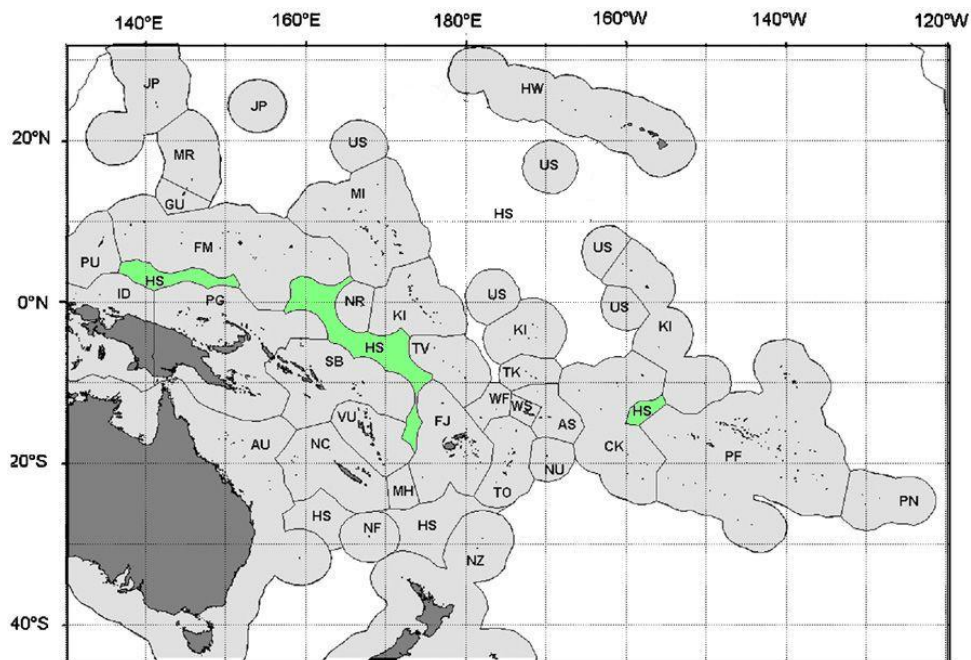 140°E 160°E 180°E 160°W 140°W 120°W
JP
HW
JP
20°N
US
MR
US
MI
GU
HS
FM
US
PU
HS
ID
PG
NR
US
US
0°N
KI
KI
KI
HS
TV
SB
TK
WF
WS
HS
VU
FJ
AS
AU
NC
CK
PF
20°S
NU
MH
TO
PN
HS
NF
HS
NZ
40°S